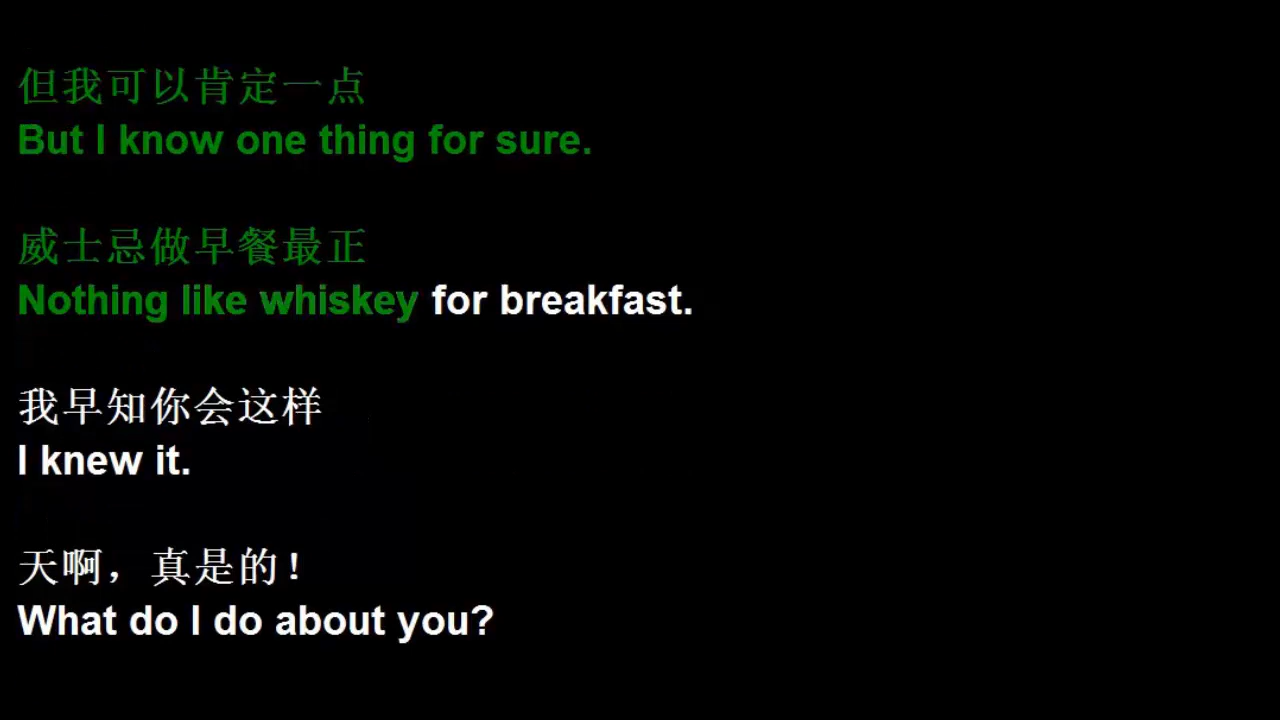 但我可以肯定一点
But I know one thing for sure.
威士忌做早餐最正
Nothing like whiskey for breakfast.
我早知你会这样
I knew it.
天啊，真是的！
What do I do about you?